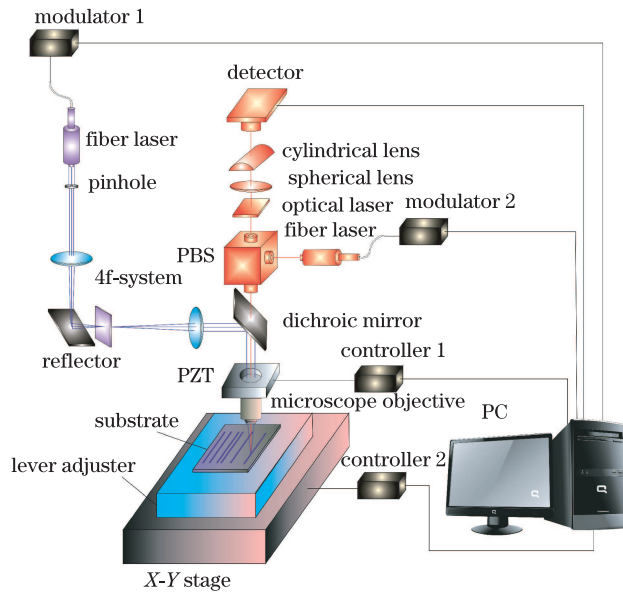 modulator 1
detector
fiber laser
cylindrical lens
pinhole
spherical lens
optical laser
modulator 2
fiber laser
PBS
4f-system
dichroic mirror
reflector
controller 1
PZT
microscope objective
PC
substrate
lever adjuster
controller 2
X-Y stage